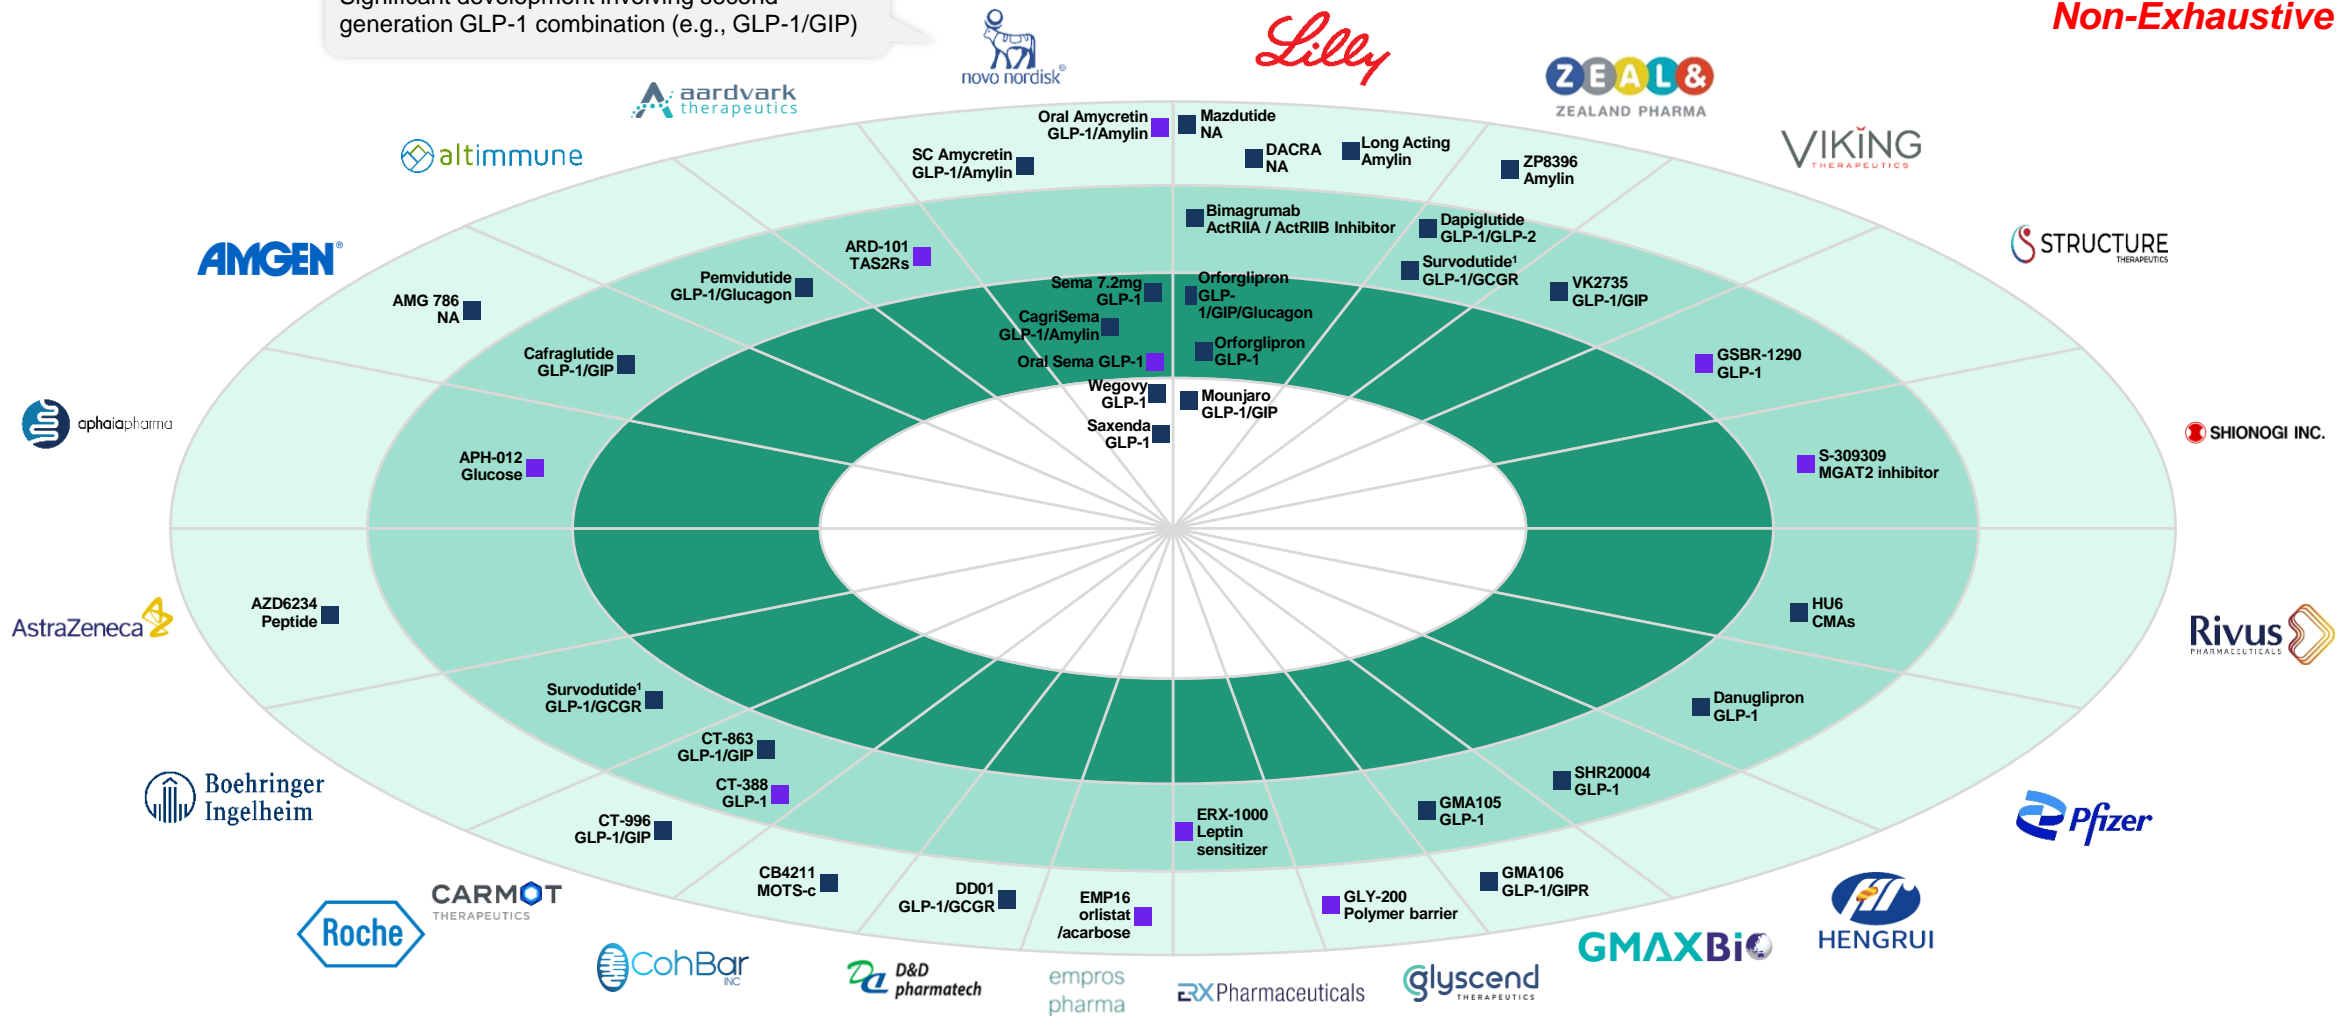 Significant development involving second
generation GLP-1 combination (e.g., GLP-1/GIP)
Non-Exhaustive
novo nordisk®
Lilly
ZEAL&
ZEALAND PHARMA
aardvark
therapeutics
altimmune
VIKING
THERAPEUTICS
AMGEN®
STRUCTURE
THERAPEUTICS
aphaiapharma
SHIONOGI INC.
AstraZeneca
Rivus
PHARMACEUTICALS
Boehringer
Ingelheim
Pfizer
Roche
CARMOT
THERAPEUTICS
HENGRUI
CohBar
INC
D&D
pharmatech
empros
pharma
ERX Pharmaceuticals
glyscend
THERAPEUTICS
GMAXBiO
Oral Amycretin
GLP-1/Amylin
SC Amycretin
GLP-1/Amylin
Mazdutide
NA
DACRA
NA
Long Acting
Amylin
ZP8396
Amylin
Bimagrumab
ActRIIA / ActRIIB Inhibitor
Dapiglutide
GLP-1/GLP-2
Survodutide¹
GLP-1/GCGR
VK2735
GLP-1/GIP
ARD-101
TAS2Rs
Pemvidutide
GLP-1/Glucagon
AMG 786
NA
Cafraglutide
GLP-1/GIP
Sema 7.2mg
GLP-1
CagriSema
GLP-1/Amylin
Oral Sema GLP-1
Orforglipron
GLP-
1/GIP/Glucagon
Orforglipron
GLP-1
Wegovy
GLP-1
Saxenda
GLP-1
Mounjaro
GLP-1/GIP
GSBR-1290
GLP-1
APH-012
Glucose
S-309309
MGAT2 inhibitor
AZD6234
Peptide
HU6
CMAs
Survodutide¹
GLP-1/GCGR
Danuglipron
GLP-1
CT-863
GLP-1/GIP
CT-388
GLP-1
CT-996
GLP-1/GIP
SHR20004
GLP-1
GMA105
GLP-1
ERX-1000
Leptin
sensitizer
CB4211
MOTS-c
DD01
GLP-1/GCGR
EMP16
orlistat
/acarbose
GLY-200
Polymer barrier
GMA106
GLP-1/GIPR